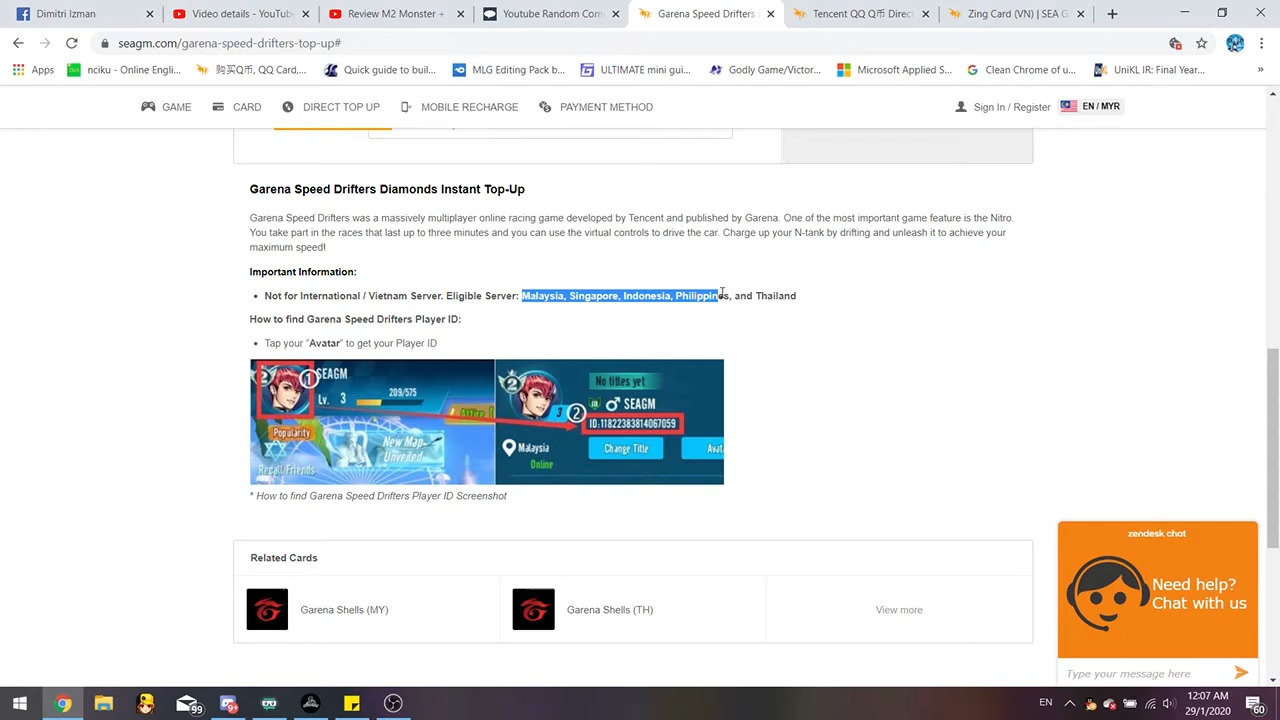 Dimitri Izman
Video details - YouTub
Review M2 Monster +
Youtube Random Com
Garena Speed Drifters
Tencent QQ Q币 Direct
Zing Card (VN) | SEA G
seagm.com/garena-speed-drifters-top-up#
Apps
nciku - Online Engli...
购买Q币, QQ Card,...
Quick guide to buil...
MLG Editing Pack b...
ULTIMATE mini gui...
Godly Game/Victor...
Microsoft Applied S...
Clean Chrome of u...
UniKL IR: Final Year...
GAME
CARD
DIRECT TOP UP
MOBILE RECHARGE
PAYMENT METHOD
Sign In / Register
EN / MYR
Garena Speed Drifters Diamonds Instant Top-Up
Garena Speed Drifters was a massively multiplayer online racing game developed by Tencent and published by Garena. One of the most important game feature is the Nitro.
You take part in the races that last up to three minutes and you can use the virtual controls to drive the car. Charge up your N-tank by drifting and unleash it to achieve your
maximum speed!
Important Information:
• Not for International / Vietnam Server. Eligible Server: Malaysia, Singapore, Indonesia, Philippines, and Thailand
How to find Garena Speed Drifters Player ID:
• Tap your "Avatar" to get your Player ID
2
1
SEAGM
Lv. 3
209/575
Popularity
New Map
Unveiled
Recall Friends
No titles yet
2
SEAGM
3
2
ID:11822383814067059
Malaysia
Online
Change Title
Avat
* How to find Garena Speed Drifters Player ID Screenshot
Related Cards
Garena Shells (MY)
Garena Shells (TH)
View more
zendesk chat
Need help?
Chat with us
Type your message here
99
EN
12:07 AM
29/1/2020
60